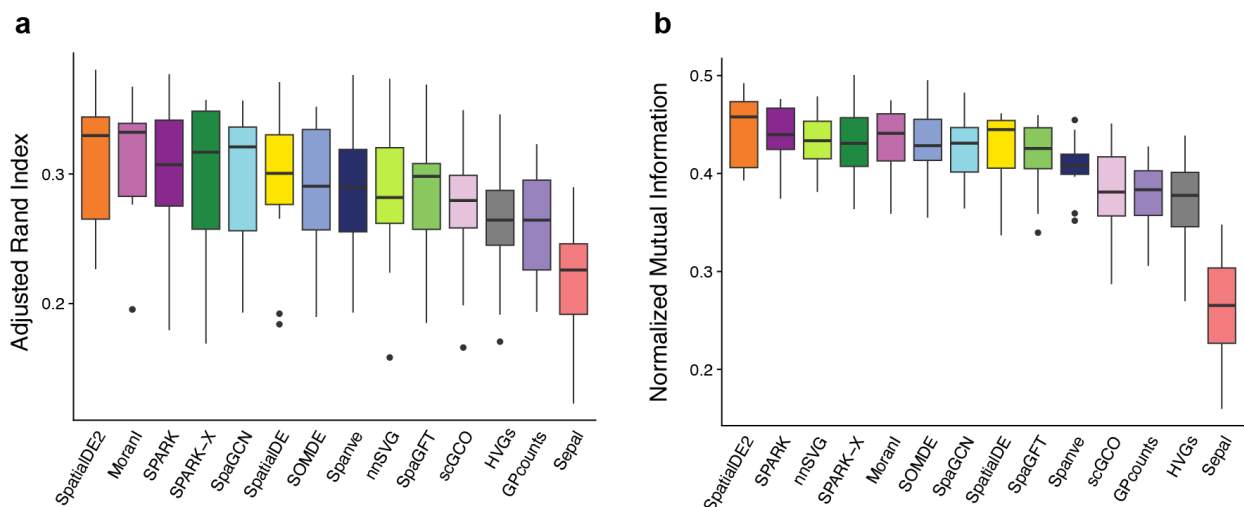 a
Adjusted Rand Index
0.3
0.2
SpatialDE2
MoranI
SPARK
SPARK-X
SpaGCN
SpatialDE
SOMDE
Spanve
nnSVG
SpaGFT
scGCO
HVGs
GPcounts
Sepal
b
Normalized Mutual Information
0.5
0.4
0.3
0.2
SpatialDE2
SPARK
nnSVG
SPARK-X
MoranI
SOMDE
SpaGCN
SpatialDE
SpaGFT
Spanve
scGCO
GPcounts
HVGs
Sepal